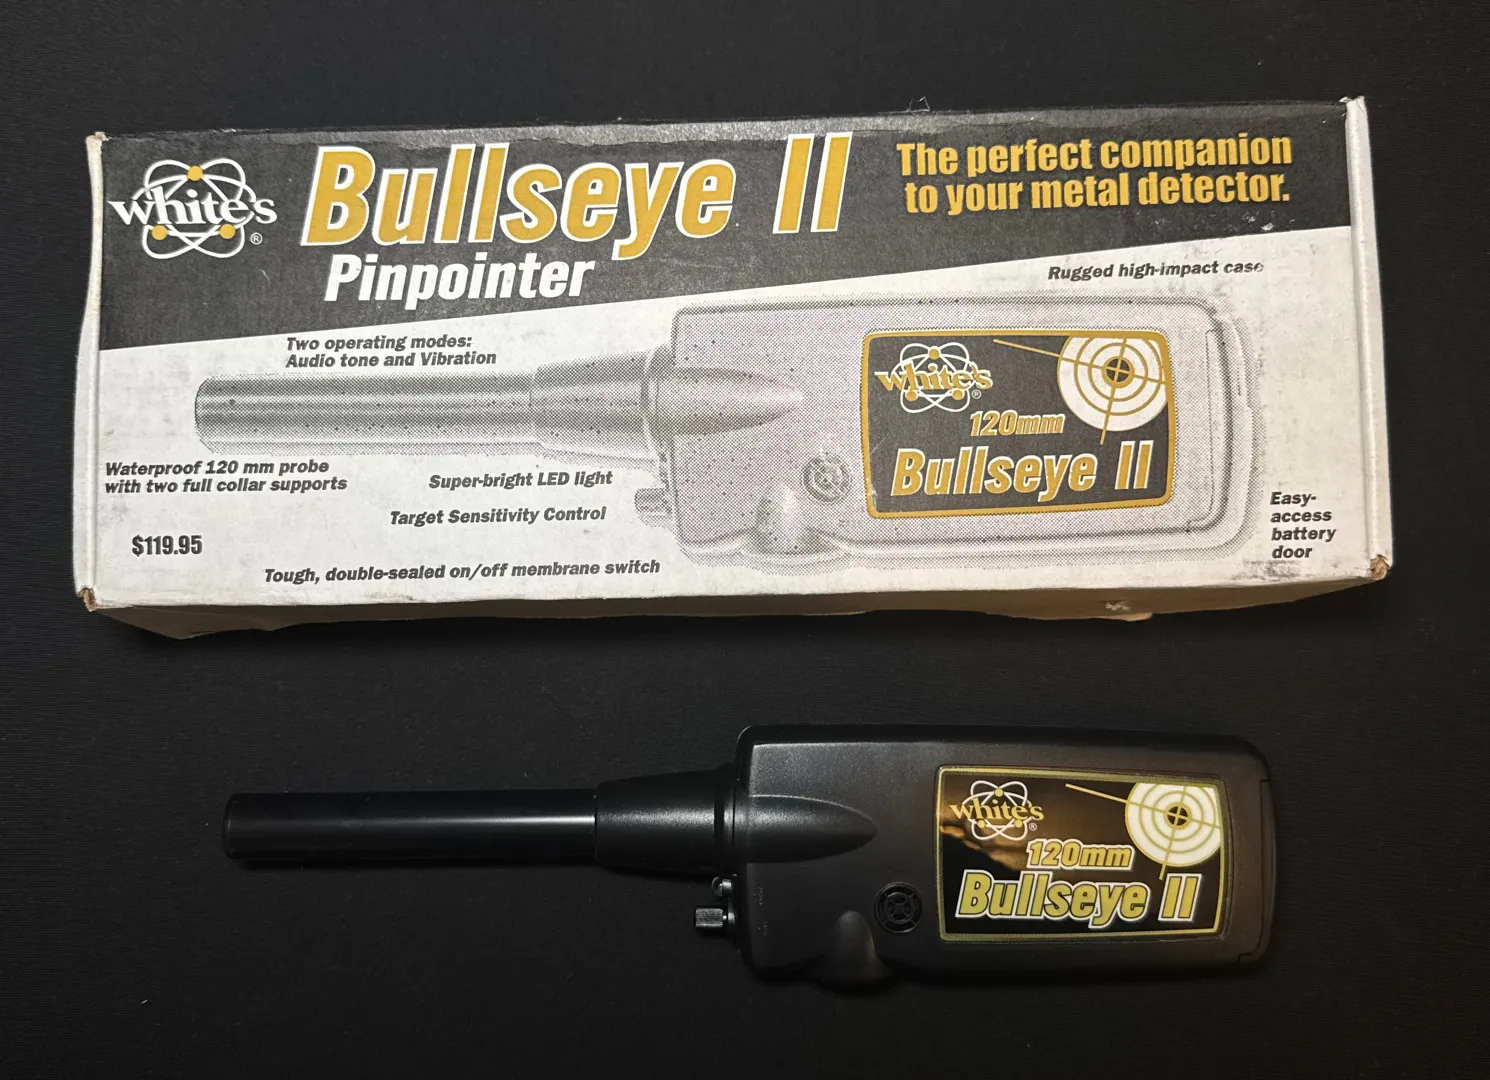 White's ®
Bullseye II
Pinpointer
The perfect companion
to your metal detector.
Rugged high-impact case
Two operating modes:
Audio tone and Vibration
White's ®
120mm
Bullseye II
Waterproof 120 mm probe
with two full collar supports
Super-bright LED light
Target Sensitivity Control
$119.95
Tough, double-sealed on/off membrane switch
Easy-
access
battery
door
White's ®
120mm
Bullseye II